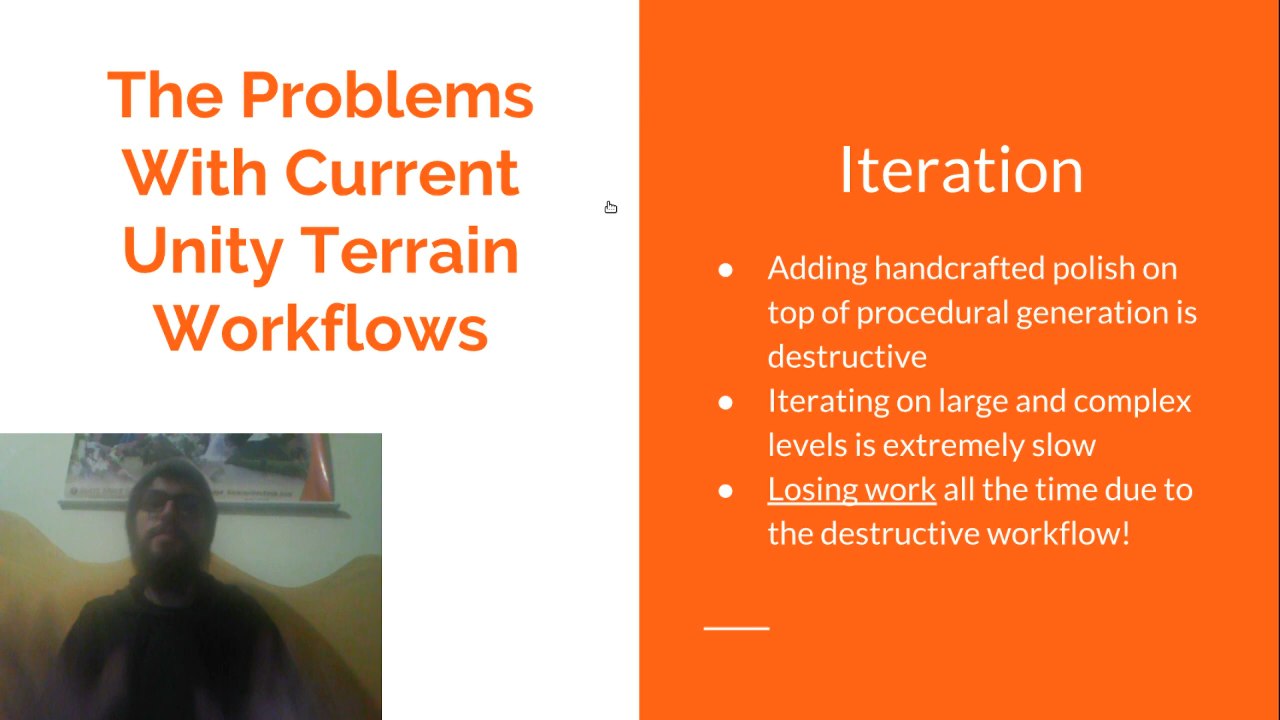 The Problems
With Current
Unity Terrain
Workflows
Iteration
● Adding handcrafted polish on
top of procedural generation is
destructive
● Iterating on large and complex
levels is extremely slow
● Losing work all the time due to
the destructive workflow!